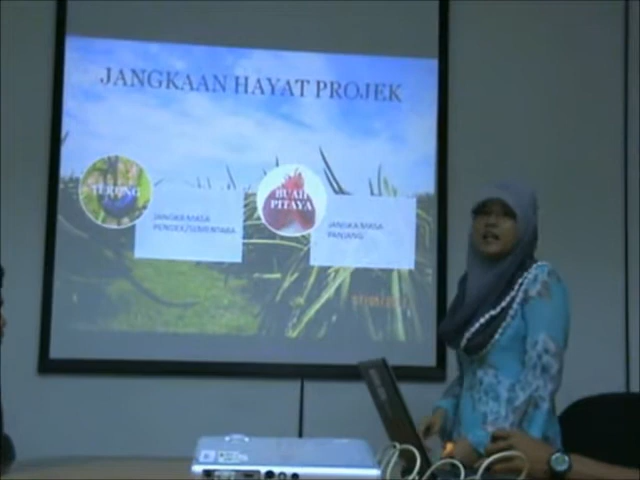 JANGKAAN HAYAT PROJEK
TERUNG
JANGKA MASA
PENDEK/SEMENTARA
BUAH
PITAYA
JANGKA MASA
PANJANG